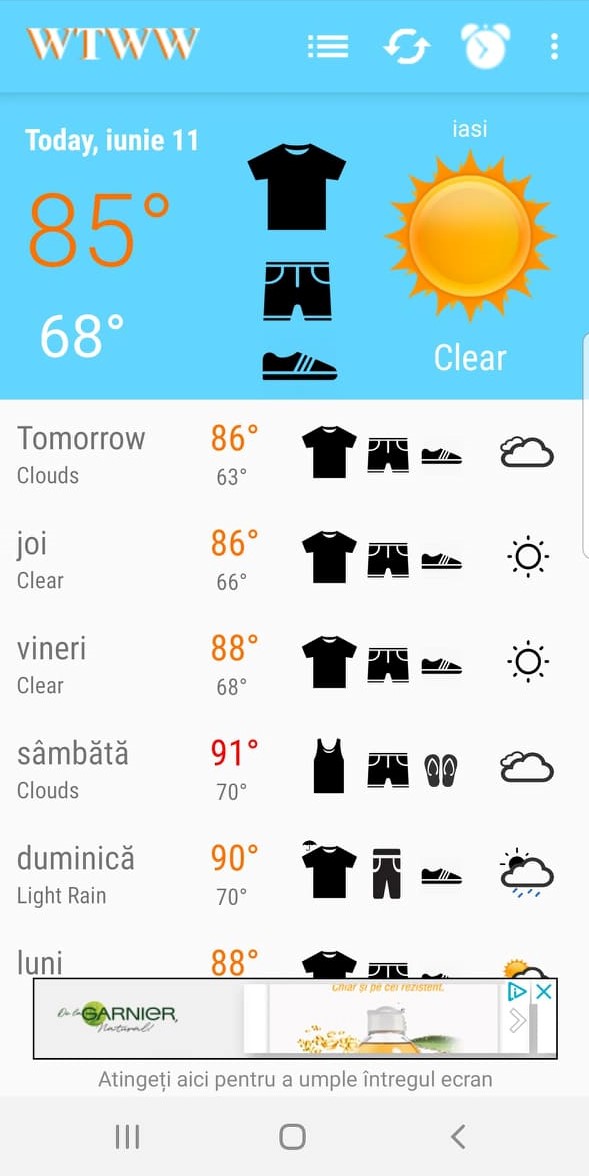 WTWW
Today, iunie 11
iasi
85°
68°
Clear
Tomorrow
86°
Clouds
63°
joi
86°
Clear
66°
vineri
88°
Clear
68°
sâmbătă
91°
Clouds
70°
duminică
90°
Light Rain
70°
luni
88°
De la GARNIER,
Natural!
Chiar și pe cei rezistent.
Atingeți aici pentru a umple întregul ecran